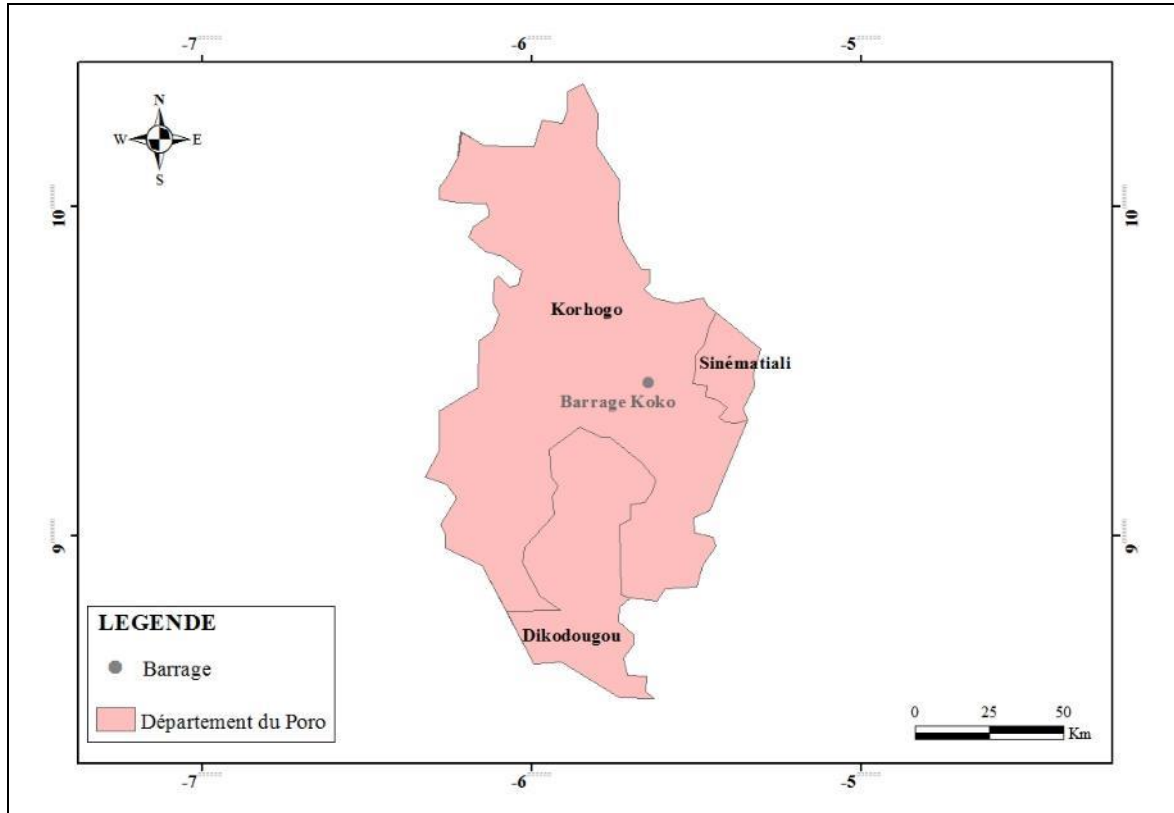 -7 -6 -5
N
W E
S
10 10
Korhogo
Sinématiali
Barrage Koko
9 9
Dikodougou
LEGENDE
Barrage
Département du Poro
0 25 50
Km
-7 -6 -5